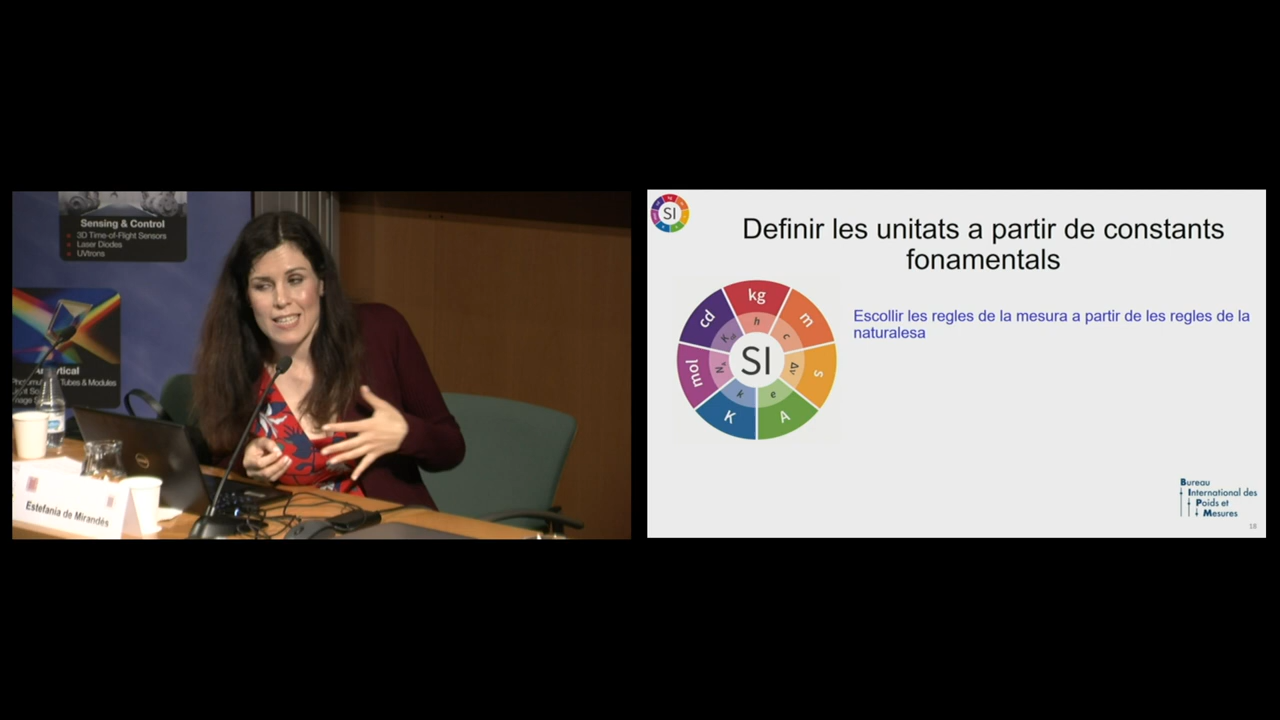 Sensing & Control
3D Time-of-Flight Sensors
Laser Diodes
UVtrons
Tubes & Modules
Estefania de Mirandés
SI
Definir les unitats a partir de constants
fonamentals
kg
m
s
A
K
mol
cd
h
c
Δν
e
k
N
K
SI
Escollir les regles de la mesura a partir de les regles de la
naturalesa
Bureau
International des
Poids et
Mesures
18